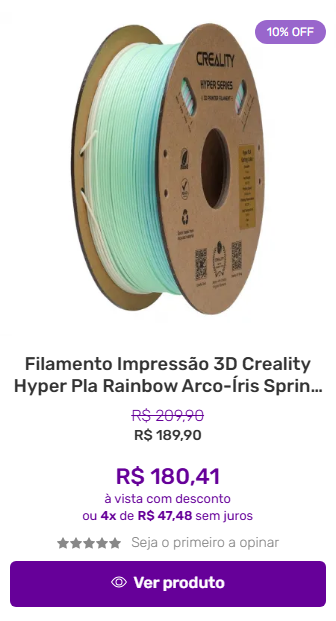 10% OFF
CREALITY
HYPER SERIES
Filamento Impressão 3D Creality
Hyper Pla Rainbow Arco-Íris Sprin...
R$ 209,90
R$ 189,90
R$ 180,41
à vista com desconto
ou 4x de R$ 47,48 sem juros
Seja o primeiro a opinar
Ver produto